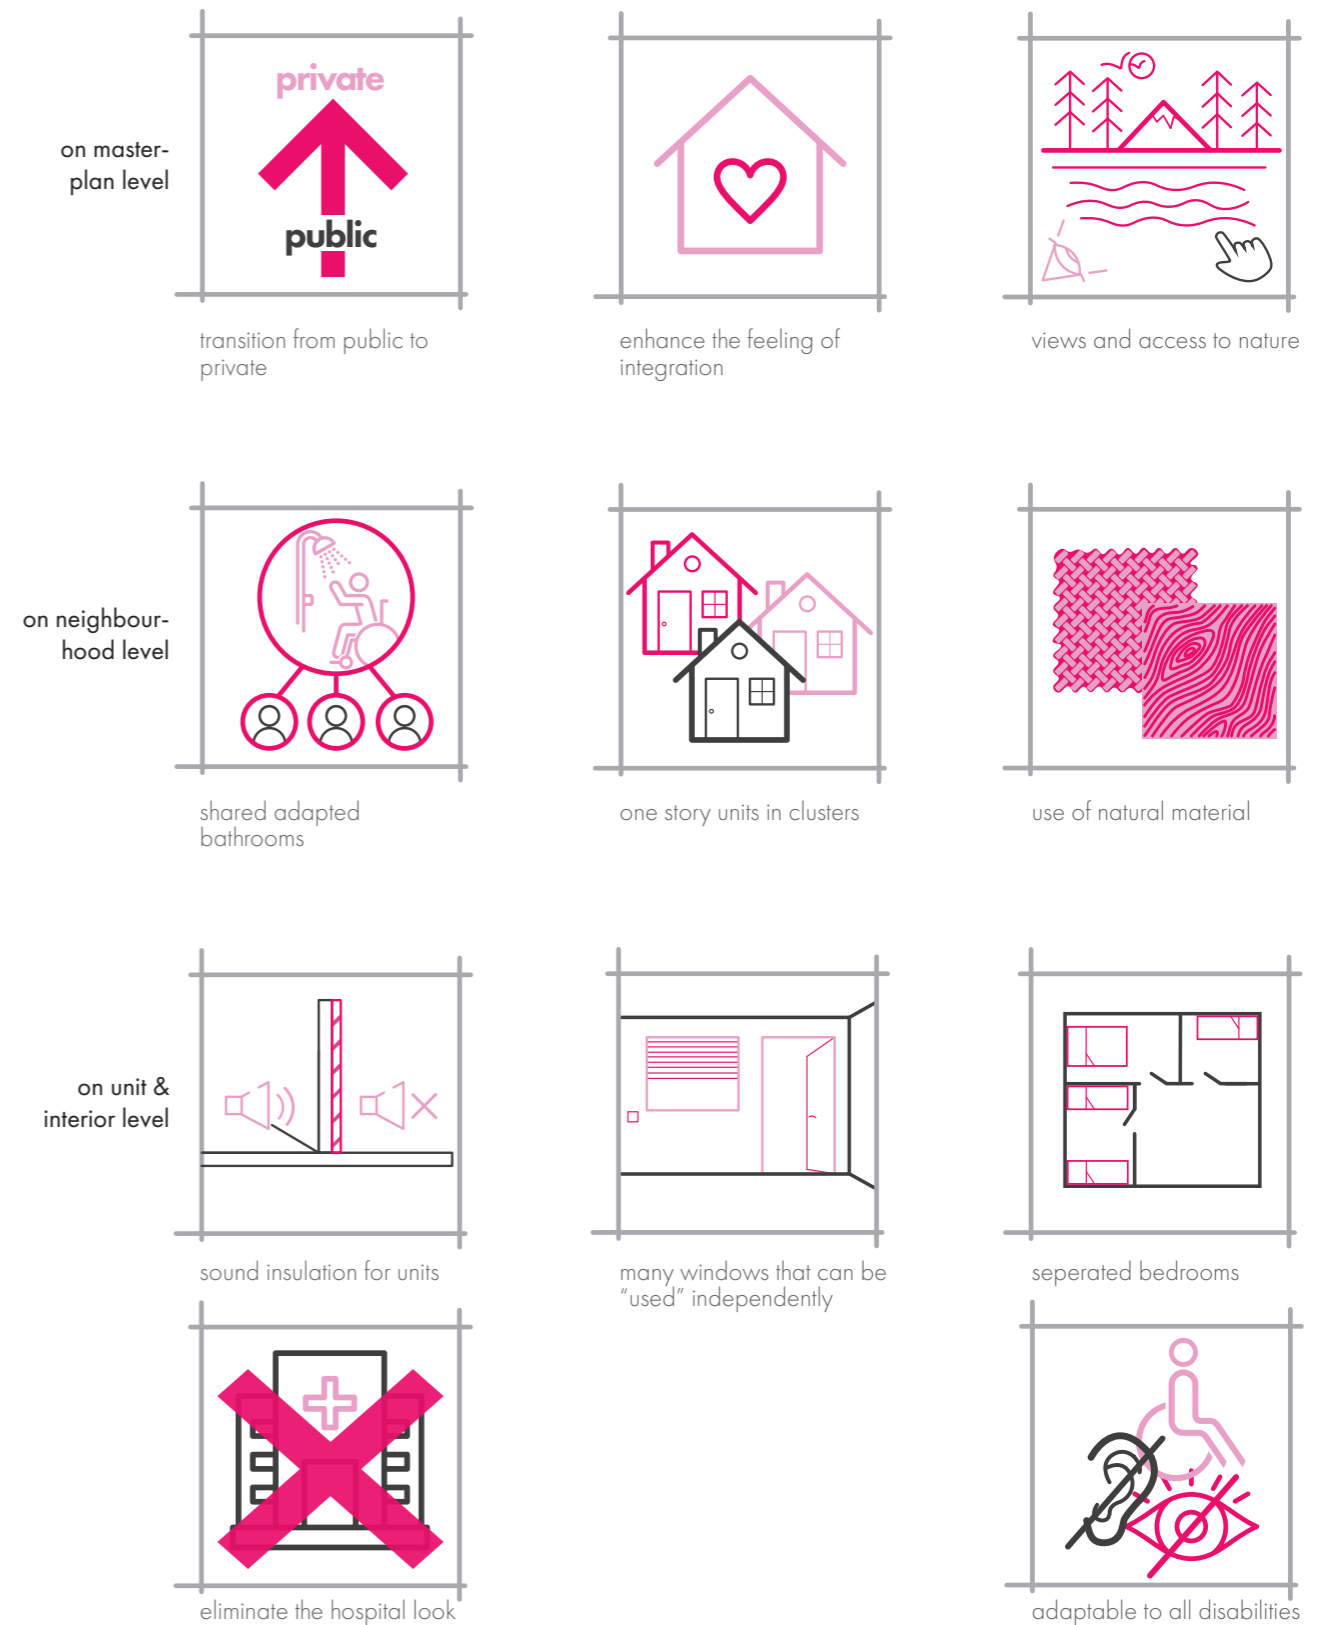 on master-
plan level
private
public
transition from public to
private
enhance the feeling of
integration
views and access to nature
on neighbour-
hood level
shared adapted
bathrooms
one story units in clusters
use of natural material
on unit &
interior level
sound insulation for units
many windows that can be
“used” independently
seperated bedrooms
eliminate the hospital look
adaptable to all disabilities